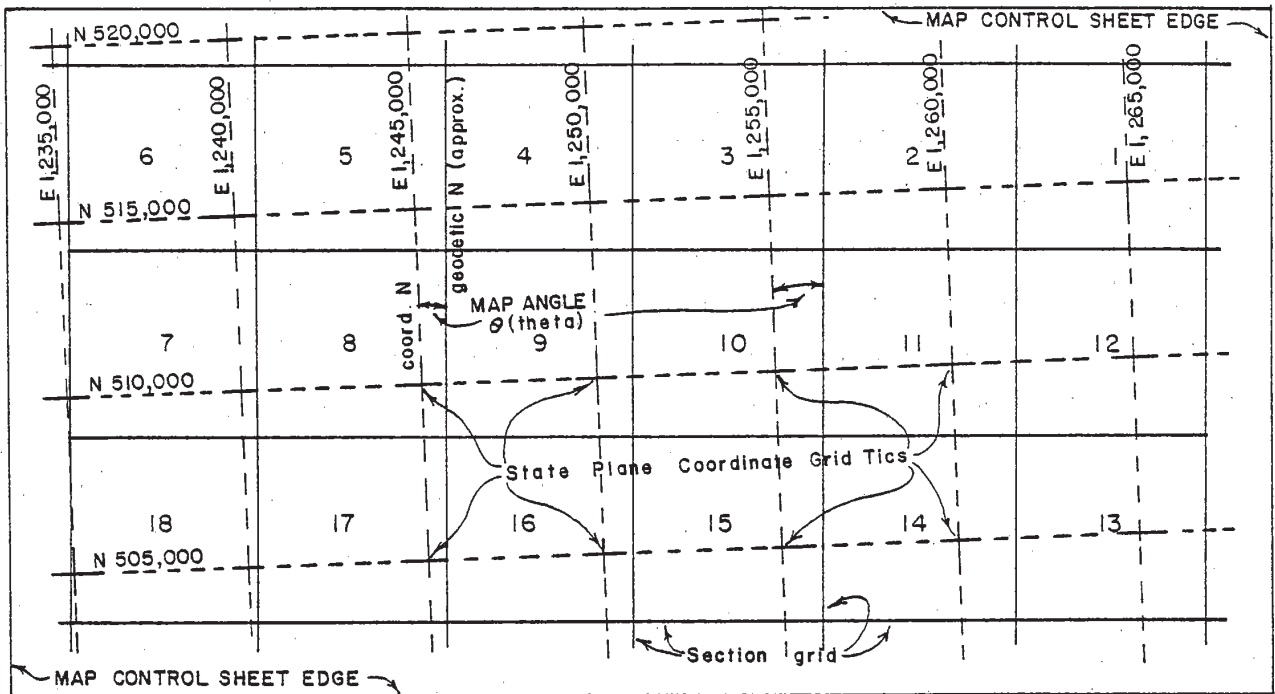 MAP CONTROL SHEET EDGE
N 520,000
E 1,235,000
E 1,240,000
E 1,245,000
geodetic N (approx.)
E 1,250,000
E 1,255,000
E 1,260,000
E 1,265,000
6
5
4
3
2
1
N 515,000
coord. N
MAP ANGLE
θ (theta)
7
8
9
10
11
12
N 510,000
State Plane Coordinate Grid Tics
18
17
16
15
14
13
N 505,000
Section grid
MAP CONTROL SHEET EDGE